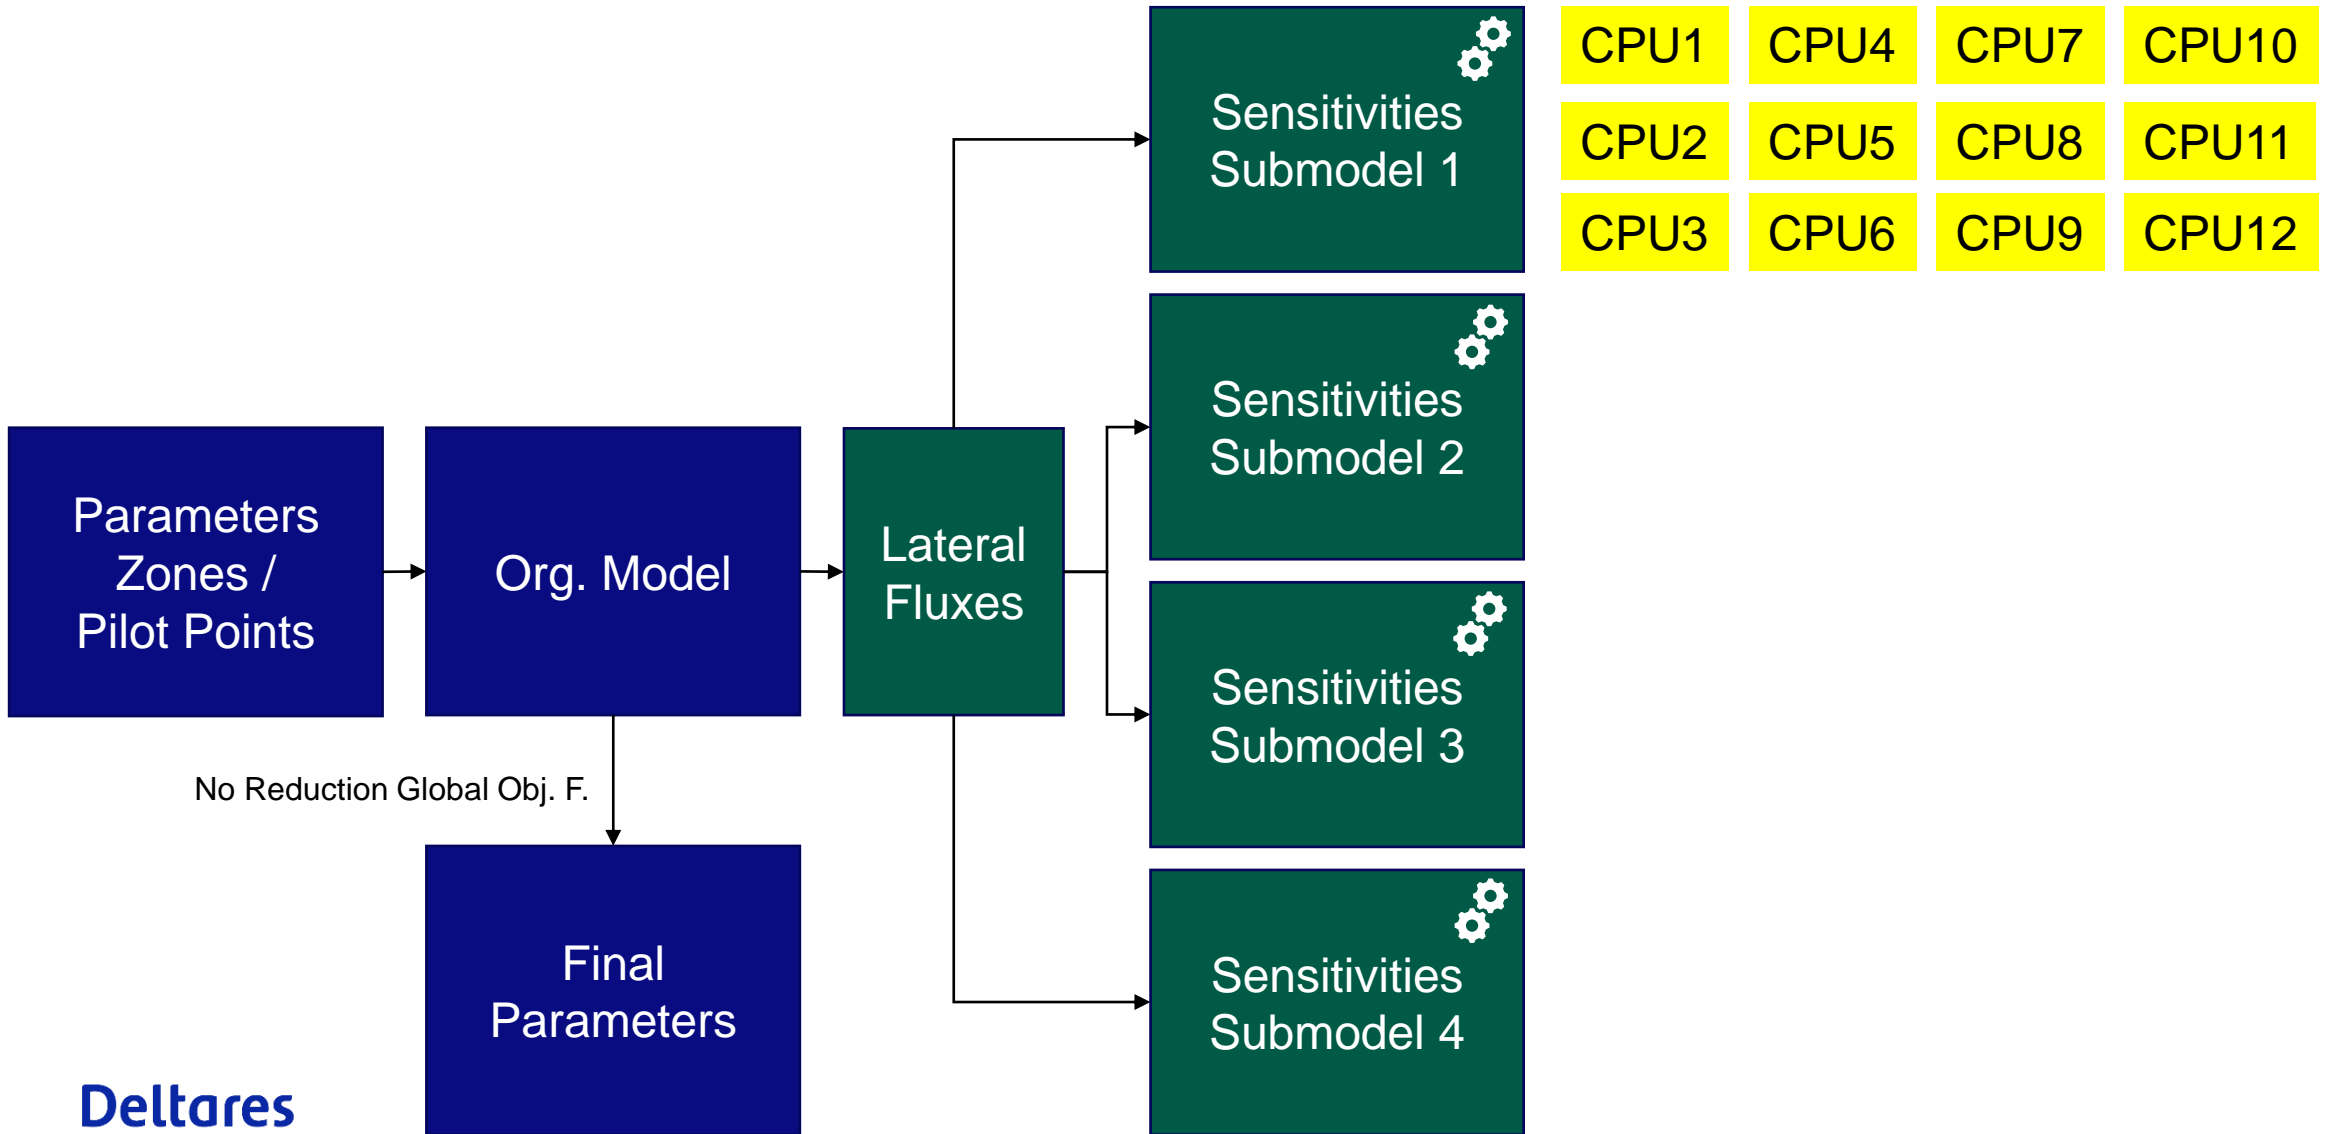 Sensitivities
Submodel 1
CPU1
CPU4
CPU7
CPU10
CPU2
CPU5
CPU8
CPU11
CPU3
CPU6
CPU9
CPU12
Sensitivities
Submodel 2
Parameters
Zones /
Pilot Points
Org. Model
Lateral
Fluxes
Sensitivities
Submodel 3
No Reduction Global Obj. F.
Final
Parameters
Sensitivities
Submodel 4
Deltares